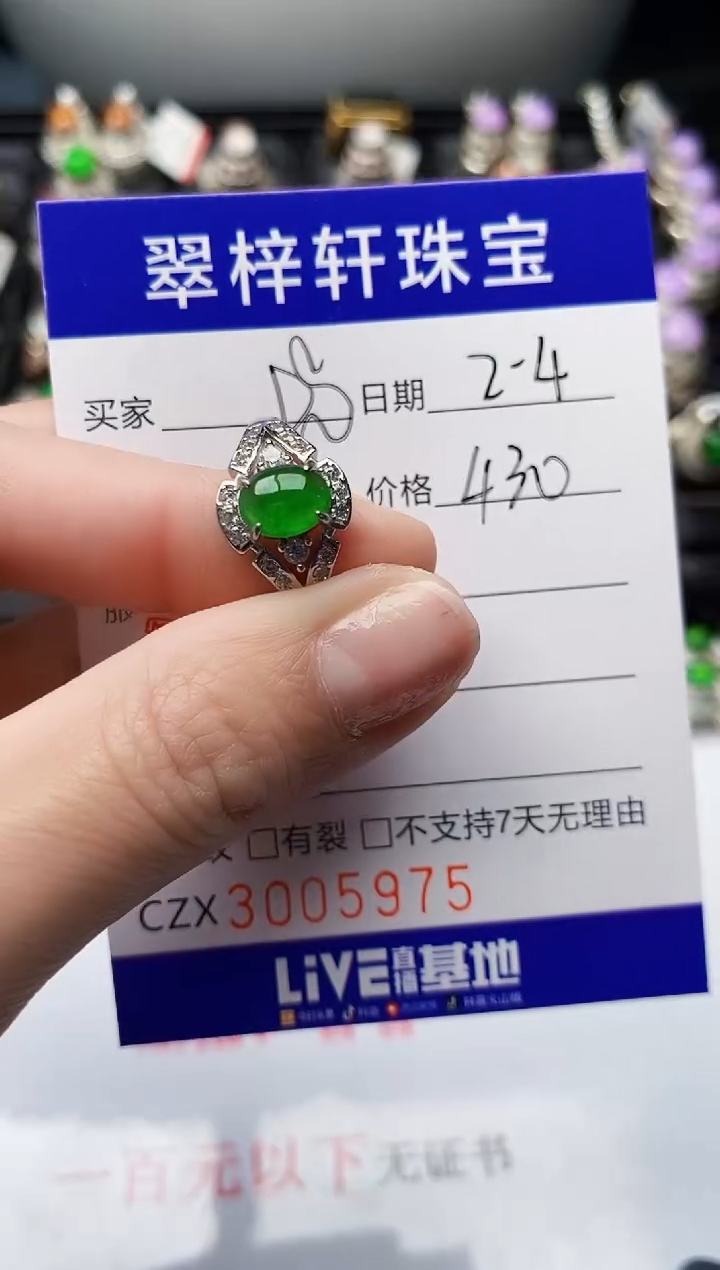 翠梓轩珠宝
买家 日期 2-4
价格 430
服
□有裂 □不支持7天无理由
CZX3005975
LiVE直播基地
一百元以下无证书